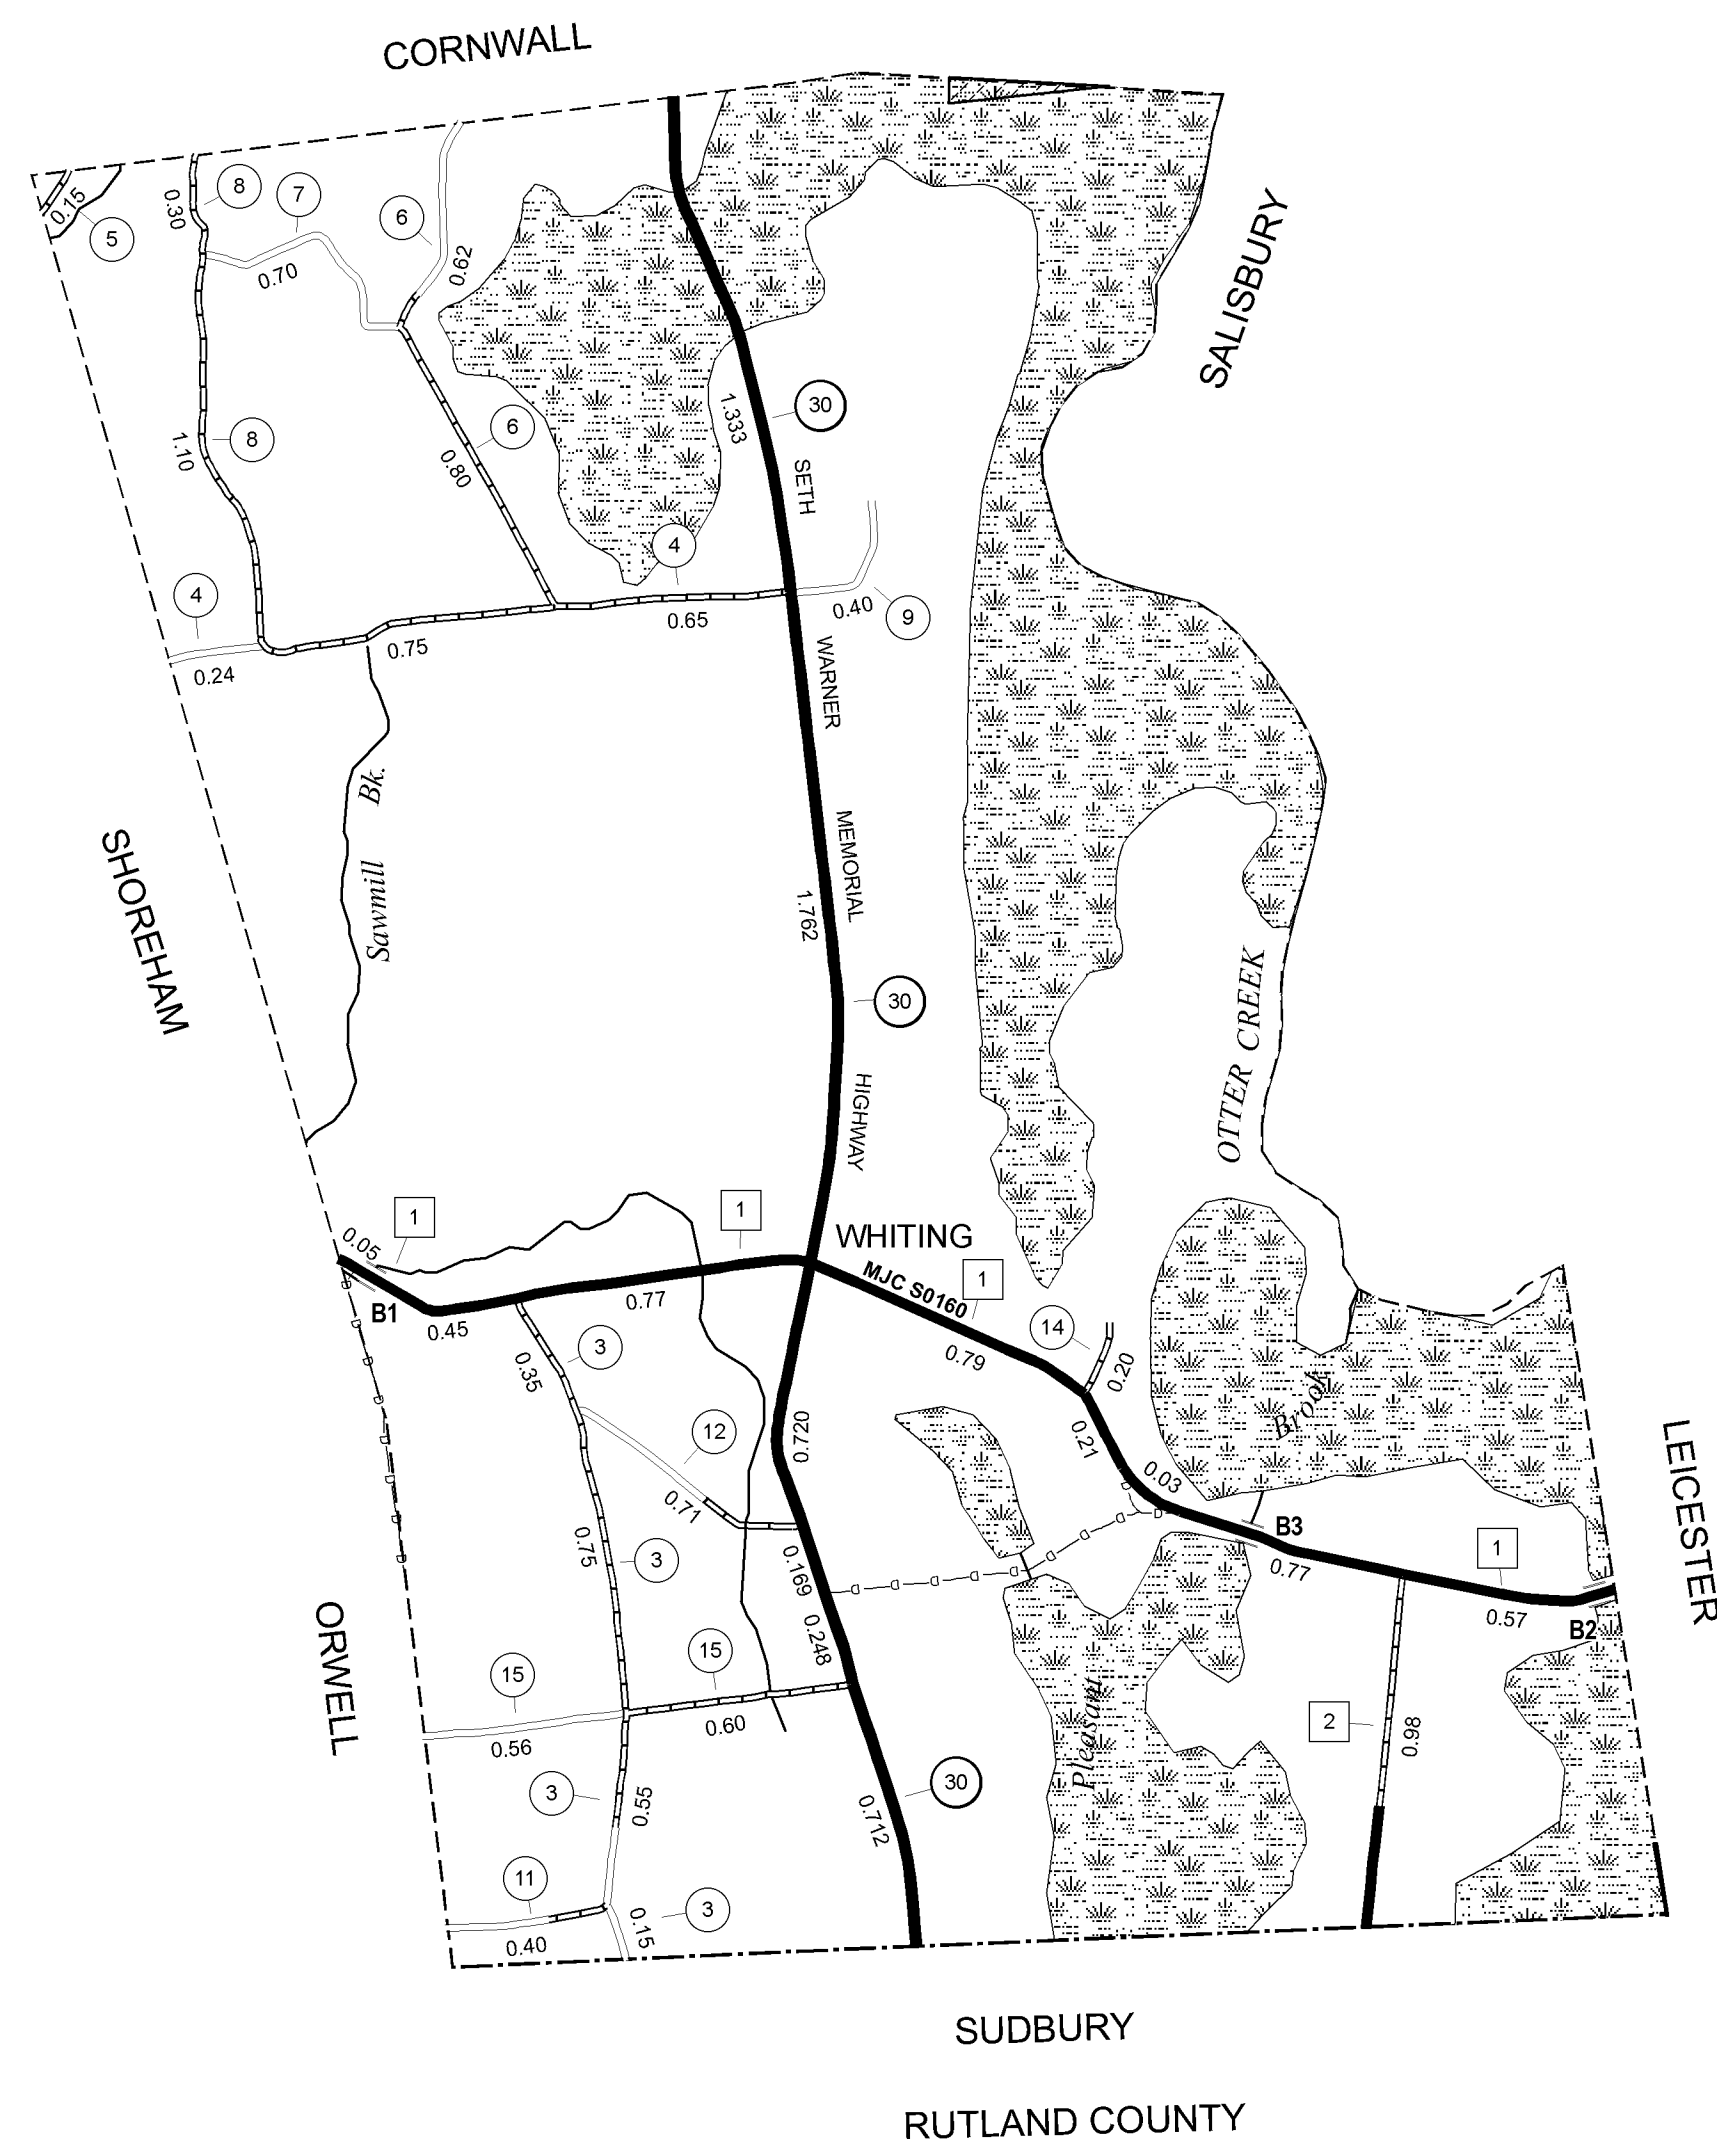 CORNWALL
8
7
6
0.15
0.30
5
0.70
0.62
SALISBURY
30
1.333
8
6
1.10
0.80
SETH
4
4
0.65
0.40
9
0.75
0.24
WARNER
Bk.
MEMORIAL
SHOREHAM
Sawmill
1.762
30
OTTER CREEK
HIGHWAY
1
1
WHITING
0.05
MJC S0160
1
B1
0.77
0.45
14
3
0.79
0.20
0.35
Brook
12
0.720
0.21
0.03
LEICESTER
0.71
B3
0.75
3
1
0.169
0.77
0.57
B2
ORWELL
0.248
15
15
Pleasant
2
0.98
0.60
0.56
3
0.55
30
0.712
11
3
0.15
0.40
SUDBURY
RUTLAND COUNTY